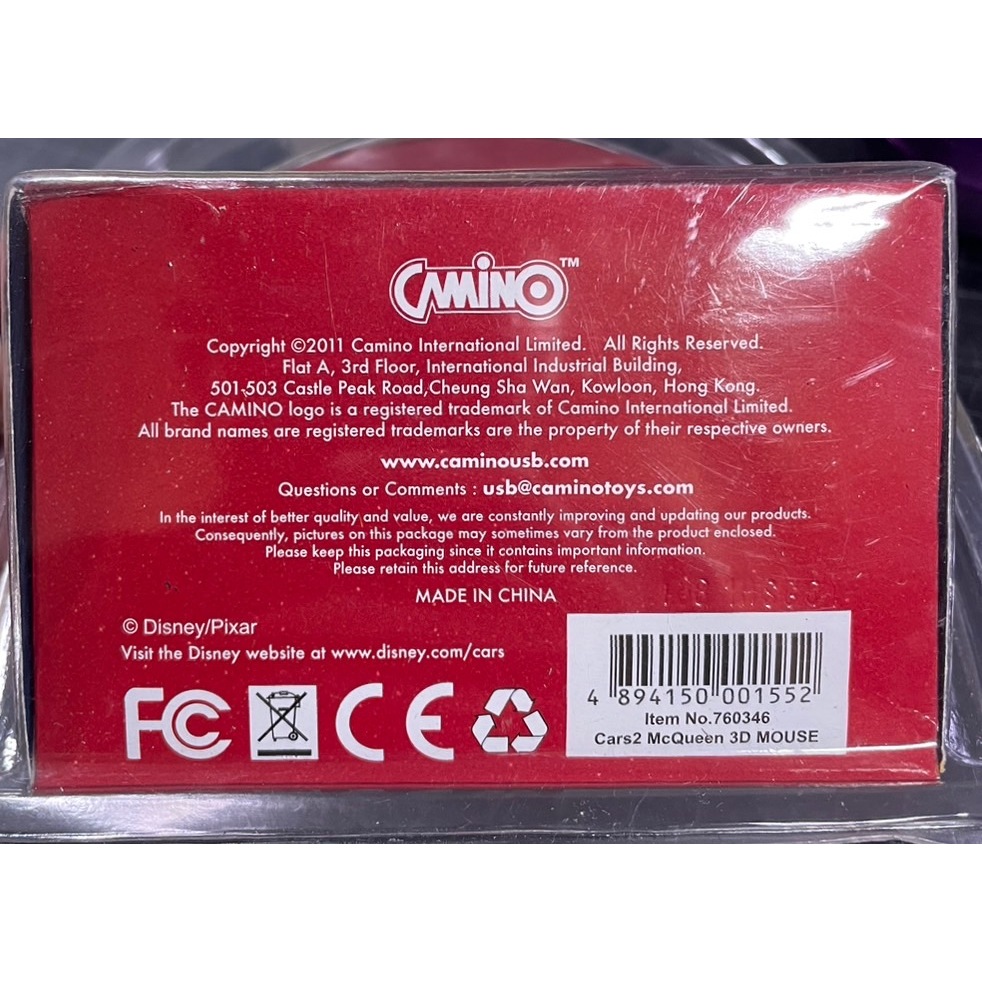 CAMINO™
Copyright ©2011 Camino International Limited. All Rights Reserved.
Flat A, 3rd Floor, International Industrial Building,
501-503 Castle Peak Road,Cheung Sha Wan, Kowloon, Hong Kong.
The CAMINO logo is a registered trademark of Camino International Limited.
All brand names are registered trademarks are the property of their respective owners.
www.caminousb.com
Questions or Comments : usb@caminotoys.com
In the interest of better quality and value, we are constantly improving and updating our products.
Consequently, pictures on this package may sometimes vary from the product enclosed.
Please keep this packaging since it contains important information.
Please retain this address for future reference.
MADE IN CHINA
© Disney/Pixar
Visit the Disney website at www.disney.com/cars
FC CE
4 894150 001552
Item No.760346
Cars2 McQueen 3D MOUSE